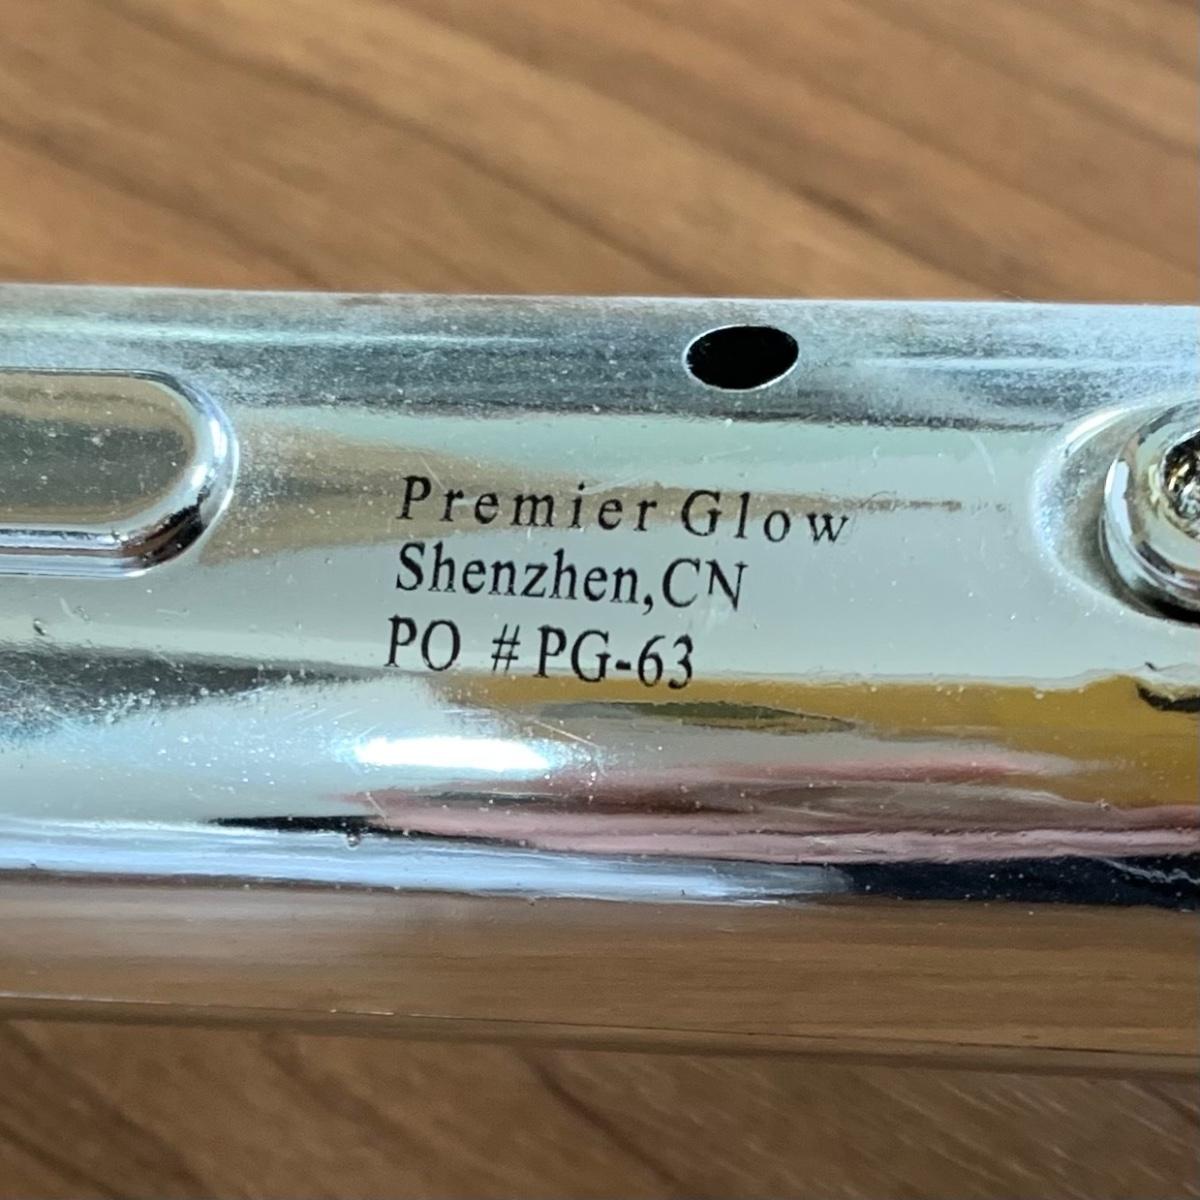 Premier Glow
Shenzhen,CN
PO # PG-63